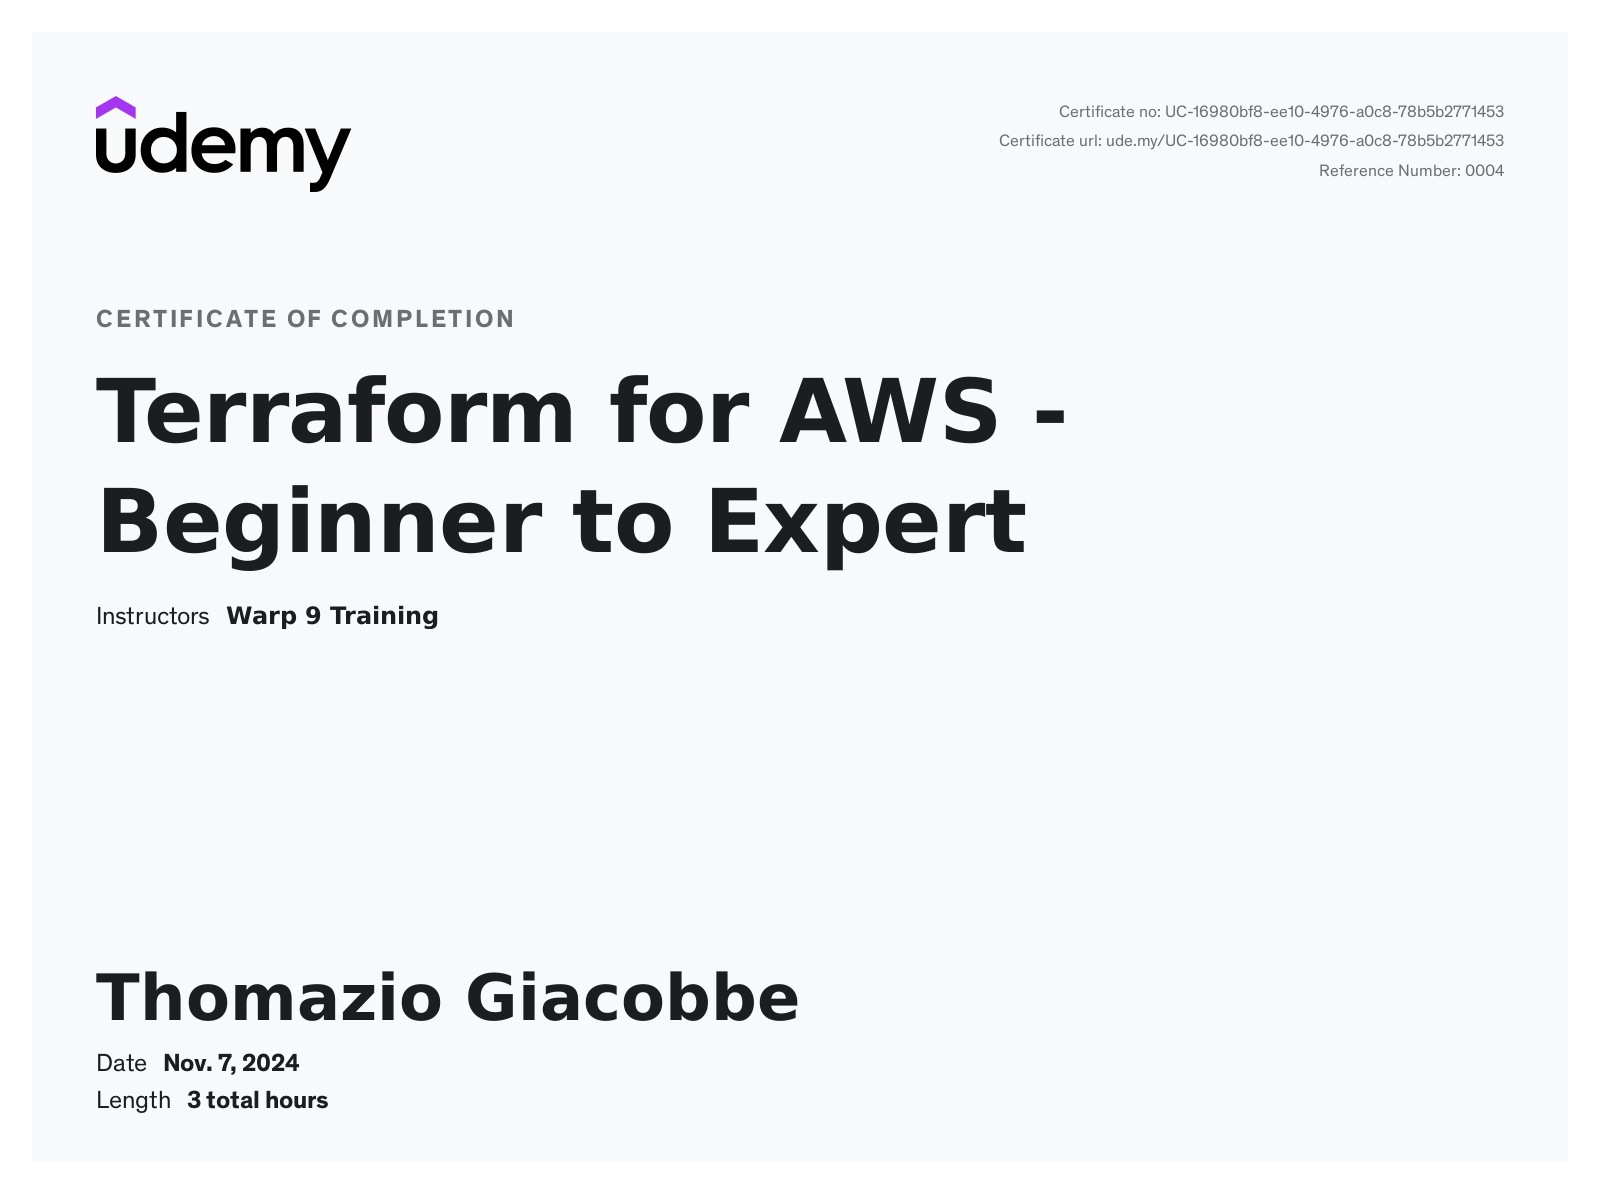 udemy
Certificate no: UC-16980bf8-ee10-4976-a0c8-78b5b2771453
Certificate url: ude.my/UC-16980bf8-ee10-4976-a0c8-78b5b2771453
Reference Number: 0004
CERTIFICATE OF COMPLETION
Terraform for AWS -
Beginner to Expert
Instructors Warp 9 Training
Thomazio Giacobbe
Date Nov. 7, 2024
Length 3 total hours